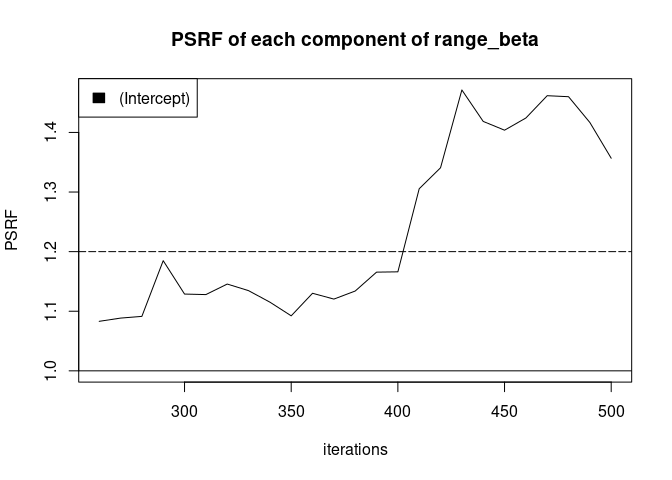 PSRF of each component of range_beta
(Intercept)
PSRF
1.4
1.3
1.2
1.1
1.0
300 350 400 450 500
iterations